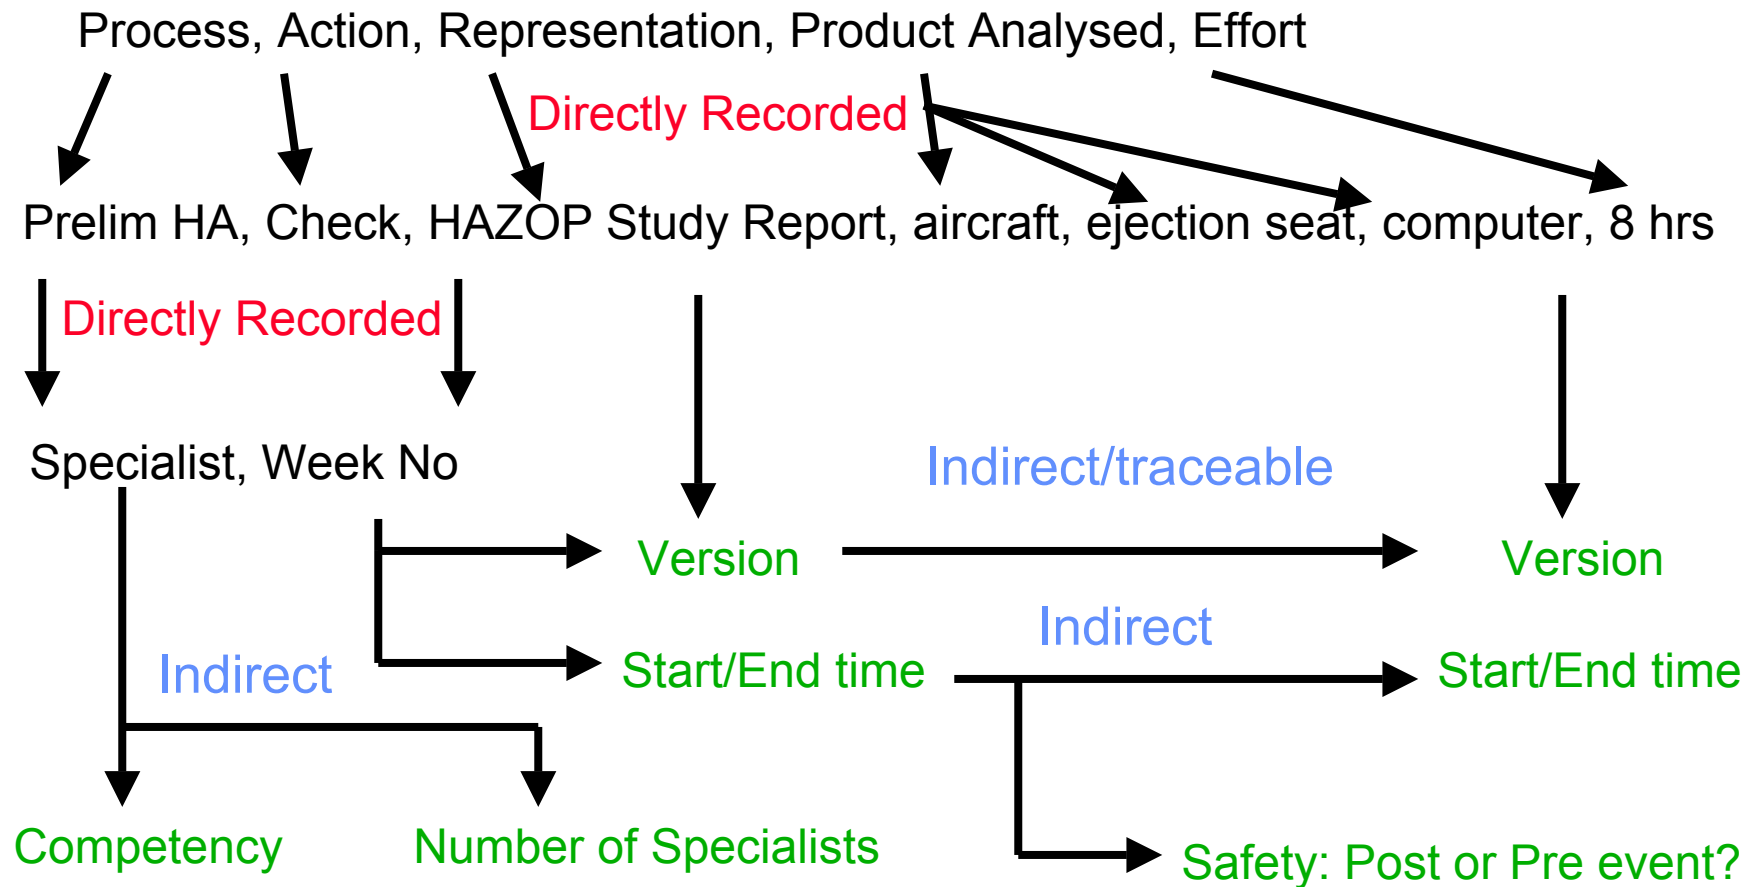 Process, Action, Representation, Product Analysed, Effort
Directly Recorded
Prelim HA, Check, HAZOP Study Report, aircraft, ejection seat, computer, 8 hrs
Directly Recorded
Specialist, Week No
Indirect/traceable
Version
Version
Indirect
Indirect
Start/End time
Start/End time
Competency
Number of Specialists
Safety: Post or Pre event?